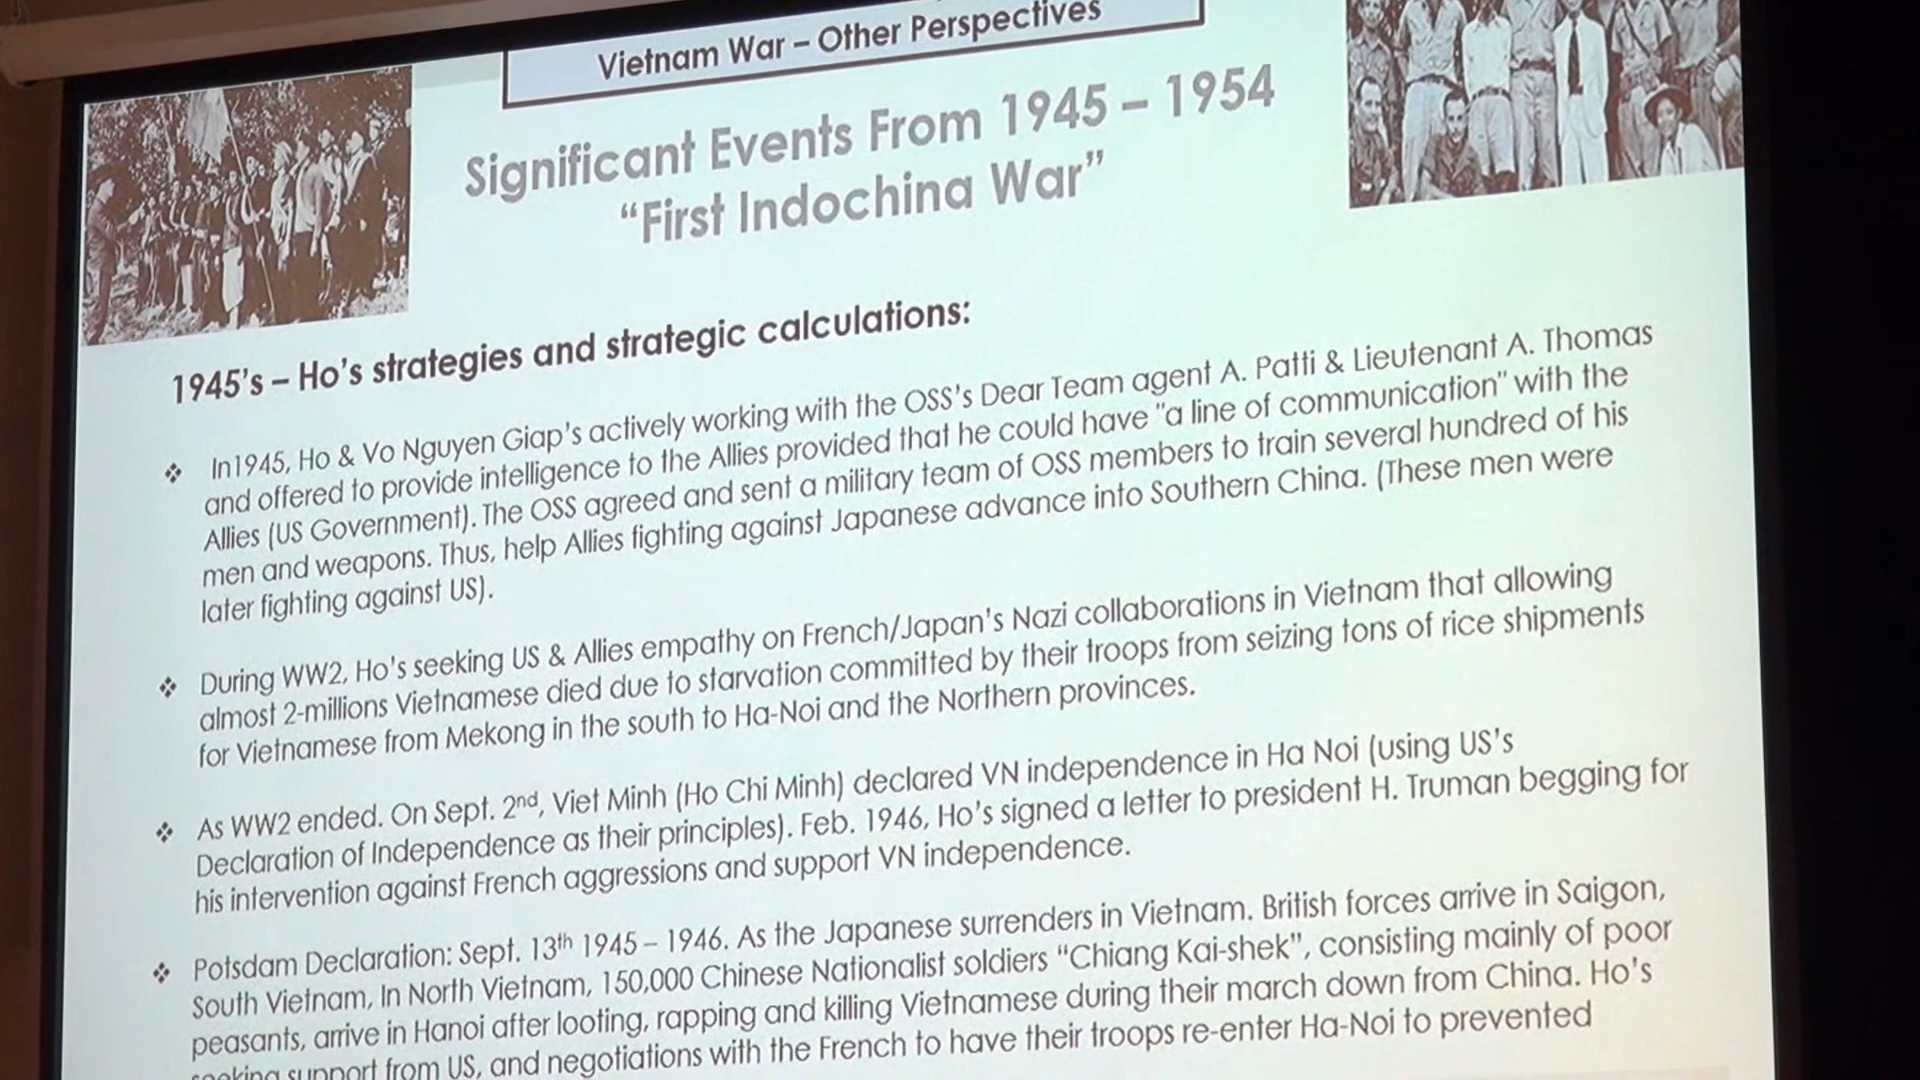 Vietnam War – Other Perspectives
Significant Events From 1945 – 1954
“First Indochina War”
1945's – Ho's strategies and strategic calculations:
❖ In1945, Ho & Vo Nguyen Giap's actively working with the OSS's Dear Team agent A. Patti & Lieutenant A. Thomas
and offered to provide intelligence to the Allies provided that he could have "a line of communication" with the
Allies (US Government). The OSS agreed and sent a military team of OSS members to train several hundred of his
men and weapons. Thus, help Allies fighting against Japanese advance into Southern China. (These men were
later fighting against US).
❖ During WW2, Ho's seeking US & Allies empathy on French/Japan's Nazi collaborations in Vietnam that allowing
almost 2-millions Vietnamese died due to starvation committed by their troops from seizing tons of rice shipments
for Vietnamese from Mekong in the south to Ha-Noi and the Northern provinces.
❖ As WW2 ended. On Sept. 2nd, Viet Minh (Ho Chi Minh) declared VN independence in Ha Noi (using US's
Declaration of Independence as their principles). Feb. 1946, Ho's signed a letter to president H. Truman begging for
his intervention against French aggressions and support VN independence.
❖ Potsdam Declaration: Sept. 13th 1945 – 1946. As the Japanese surrenders in Vietnam. British forces arrive in Saigon,
South Vietnam, In North Vietnam, 150,000 Chinese Nationalist soldiers “Chiang Kai-shek”, consisting mainly of poor
peasants, arrive in Hanoi after looting, rapping and killing Vietnamese during their march down from China. Ho's
seeking support from US, and negotiations with the French to have their troops re-enter Ha-Noi to prevented